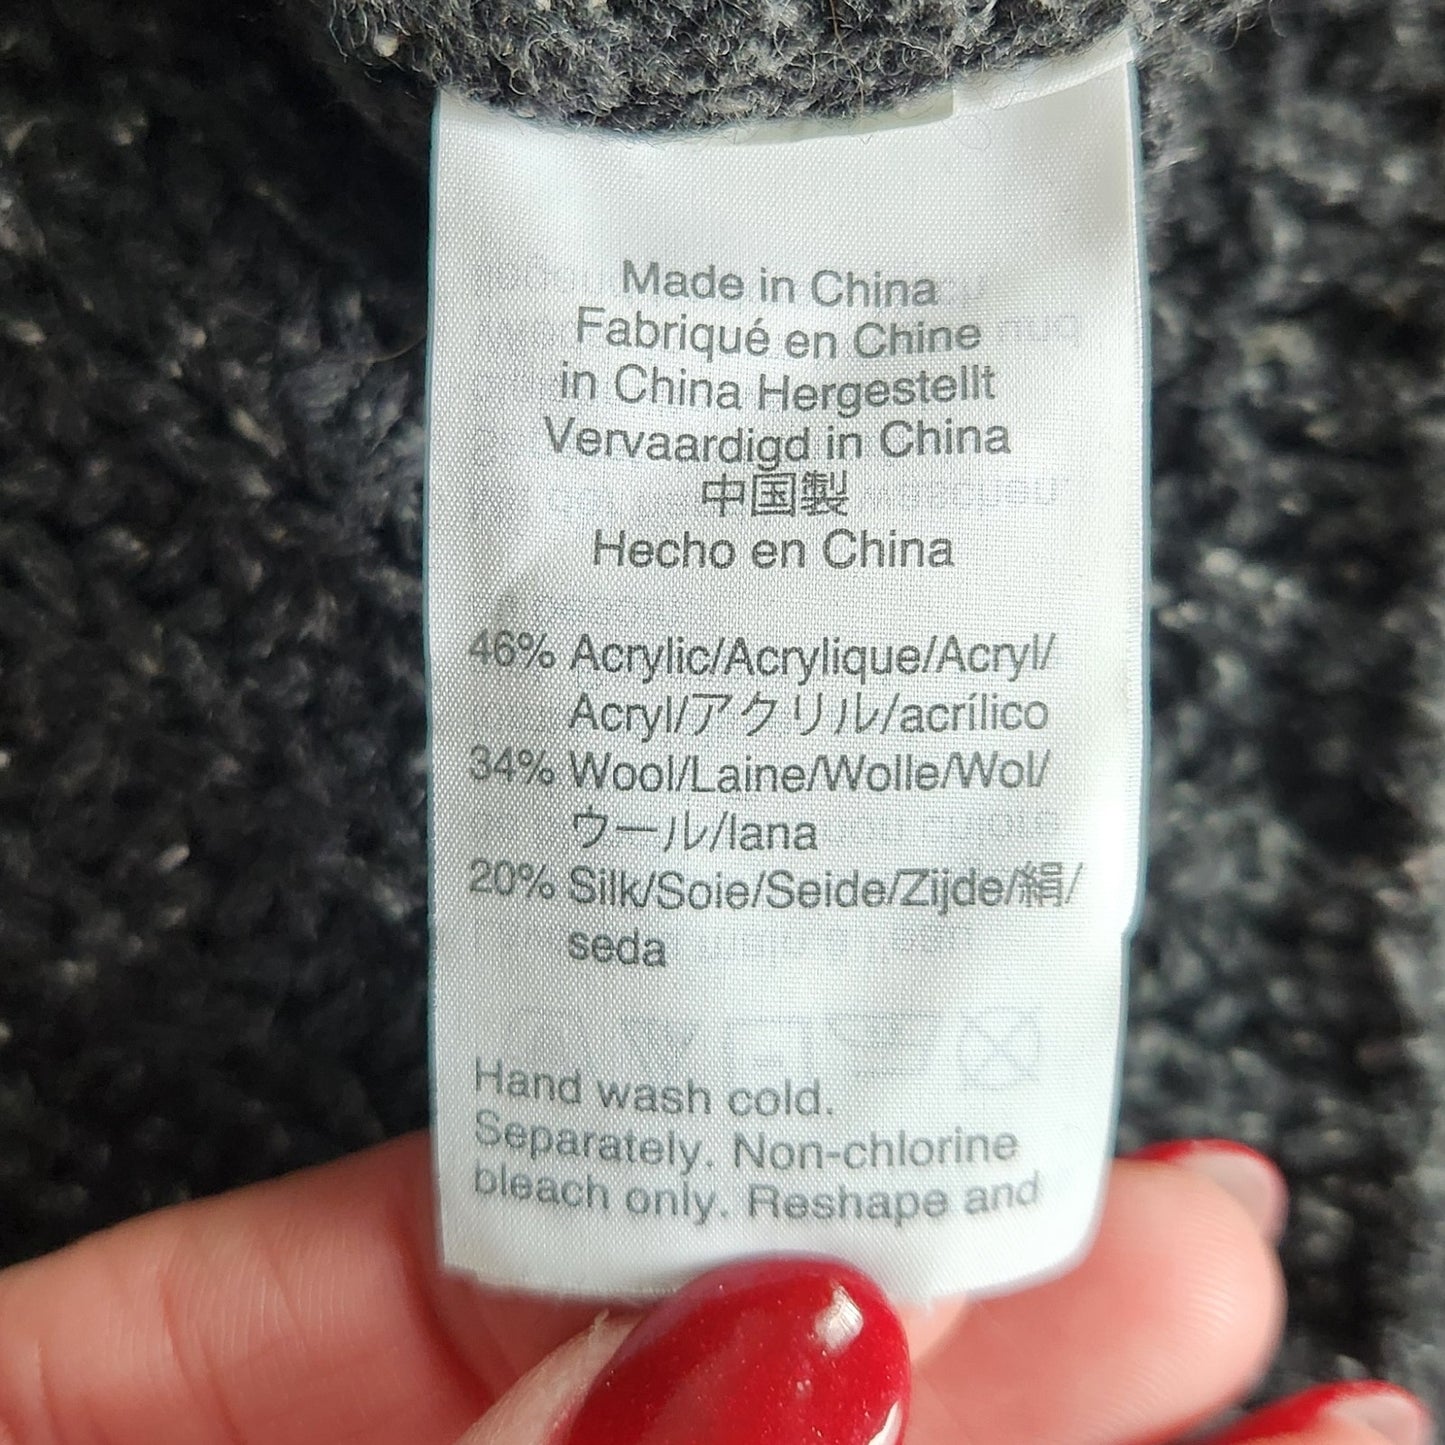 Made in China
Fabriqué en Chine
in China Hergestellt
Vervaardigd in China
中国製
Hecho en China
46% Acrylic/Acrylique/Acryl/
Acryl/アクリル/acrílico
34% Wool/Laine/Wolle/Wol/
ウール/lana
20% Silk/Soie/Seide/Zijde/絹/
seda
Hand wash cold.
Separately. Non-chlorine
bleach only. Reshape and